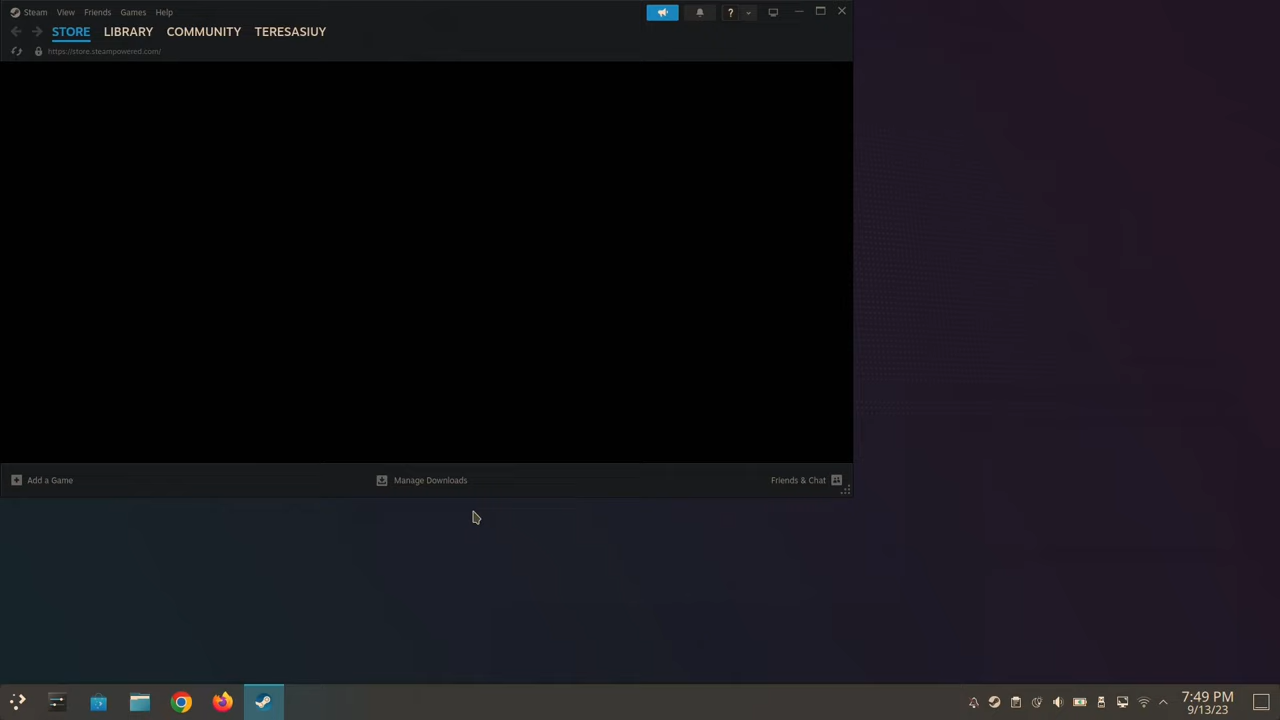 Steam View Friends Games Help
STORE LIBRARY COMMUNITY TERESASIUY
https://store.steampowered.com/
Add a Game Manage Downloads Friends & Chat
7:49 PM
9/13/23